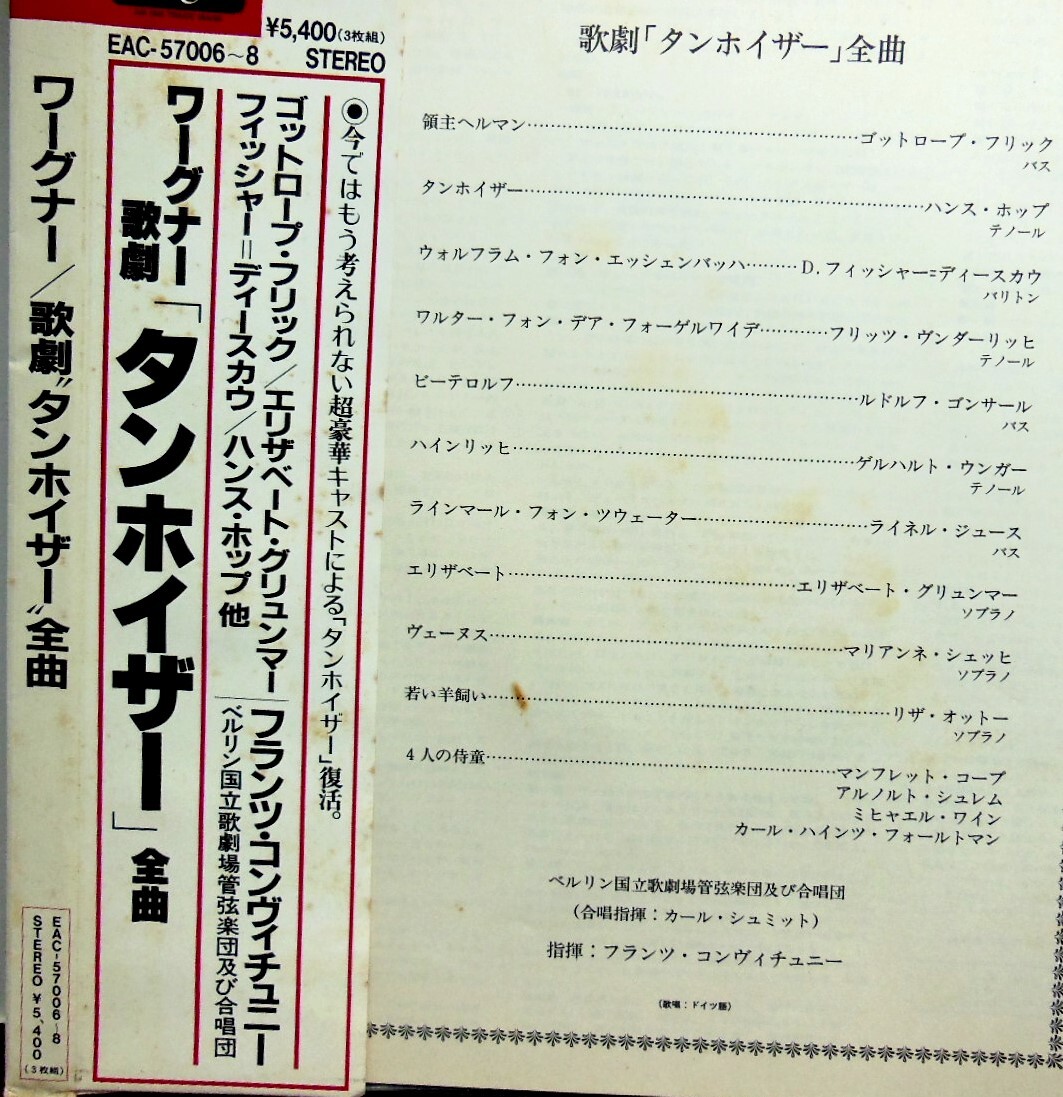 ¥5,400(3枚組)
EAC-57006~8 STEREO
ワーグナー/歌劇“タンホイザー”全曲
EAC-57006~8
STEREO ¥5,400
(3枚組)
◉今ではもう考えられない超豪華キャストによる「タンホイザー」復活。
ゴットロープ・フリック/エリザベート・グリュンマー
フィッシャー=ディースカウ/ハンス・ホップ 他
フランツ・コンヴィチュニー
ベルリン国立歌劇場管弦楽団及び合唱団
ワーグナー
歌劇
「タンホイザー」全曲
歌劇「タンホイザー」全曲
領主ヘルマン……ゴットロープ・フリック
バス
タンホイザー……ハンス・ホップ
テノール
ウォルフラム・フォン・エッシェンバッハ……D.フィッシャー=ディースカウ
バリトン
ワルター・フォン・デア・フォーゲルワイデ……フリッツ・ヴンダーリッヒ
テノール
ビーテロルフ……ルドルフ・ゴンサール
バス
ハインリッヒ……ゲルハルト・ウンガー
テノール
ラインマール・フォン・ツウェーター……ライネル・ジュース
バス
エリザベート……エリザベート・グリュンマー
ソプラノ
ヴェーヌス……マリアンネ・シェッヒ
ソプラノ
若い羊飼い……リザ・オットー
ソプラノ
4人の侍童……マンフレット・コープ
アルノルト・シュレム
ミヒャエル・ワイン
カール・ハインツ・フォールトマン
ベルリン国立歌劇場管弦楽団及び合唱団
(合唱指揮:カール・シュミット)
指揮:フランツ・コンヴィチュニー
(歌唱:ドイツ語)